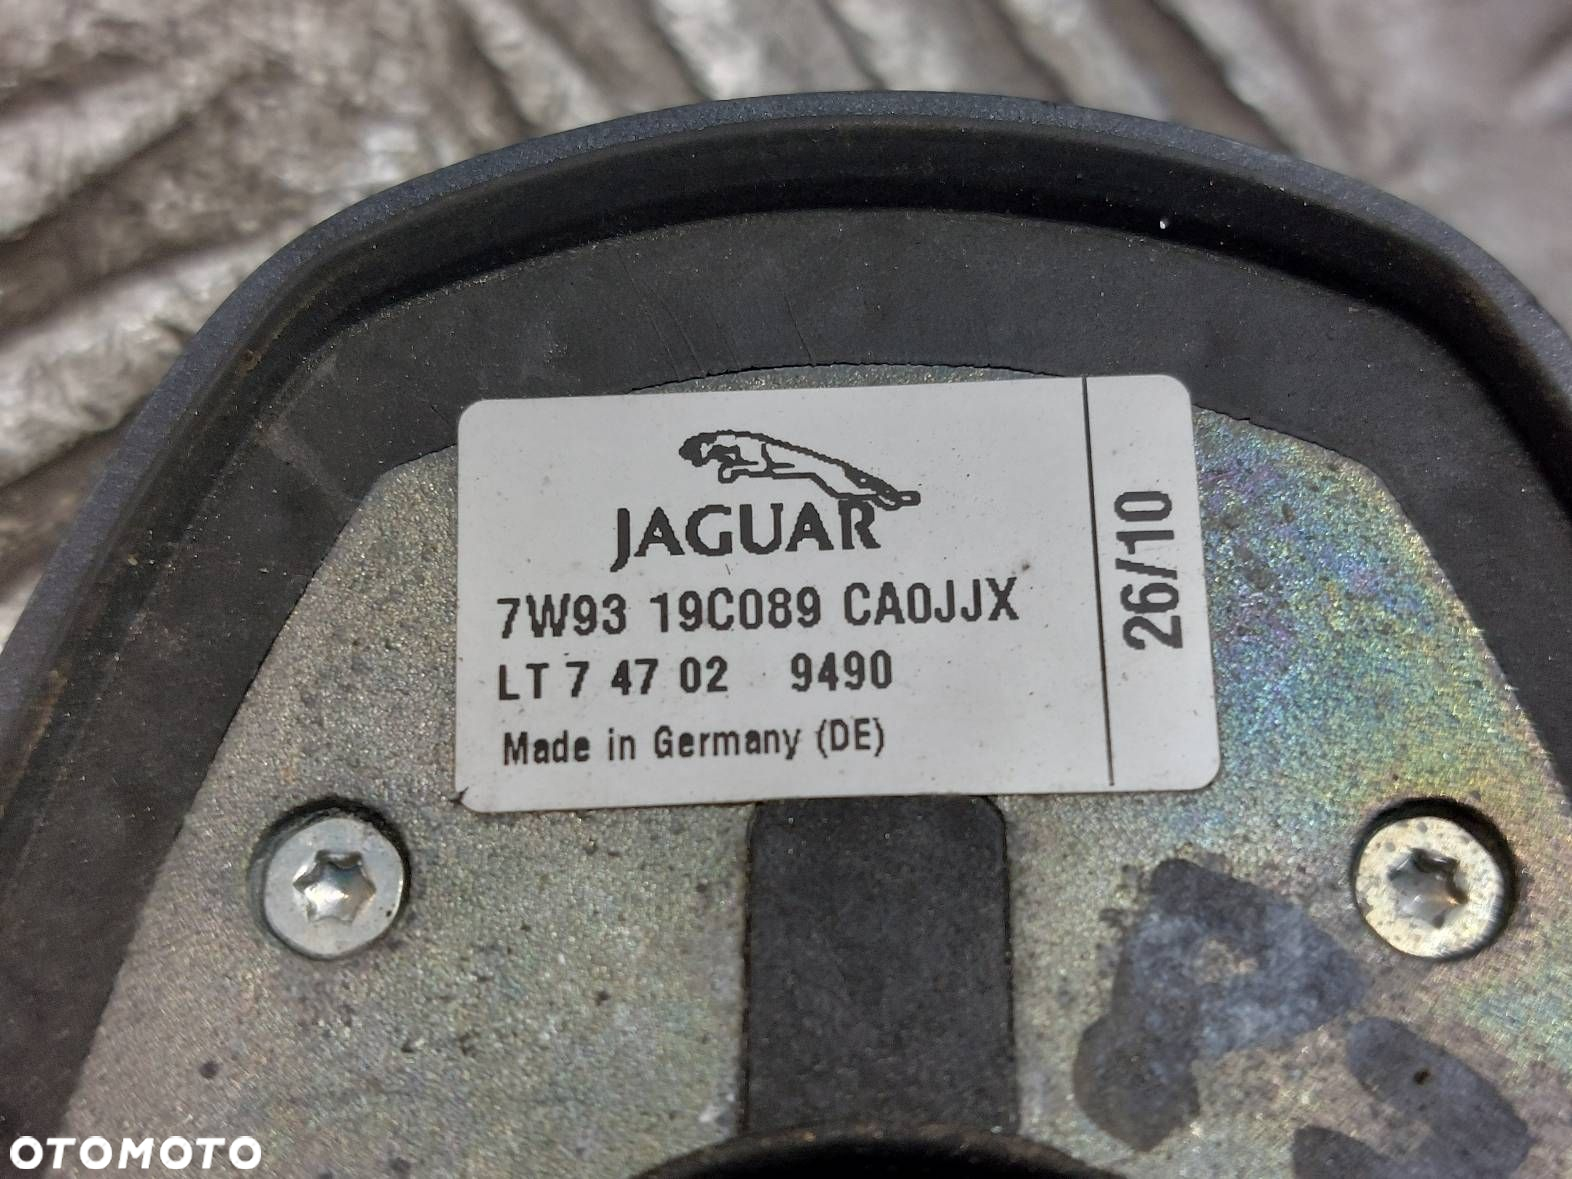 JAGUAR
7W93 19C089 CA0JJX
LT 7 47 02 9490
Made in Germany (DE)
26/10
OTOMOTO